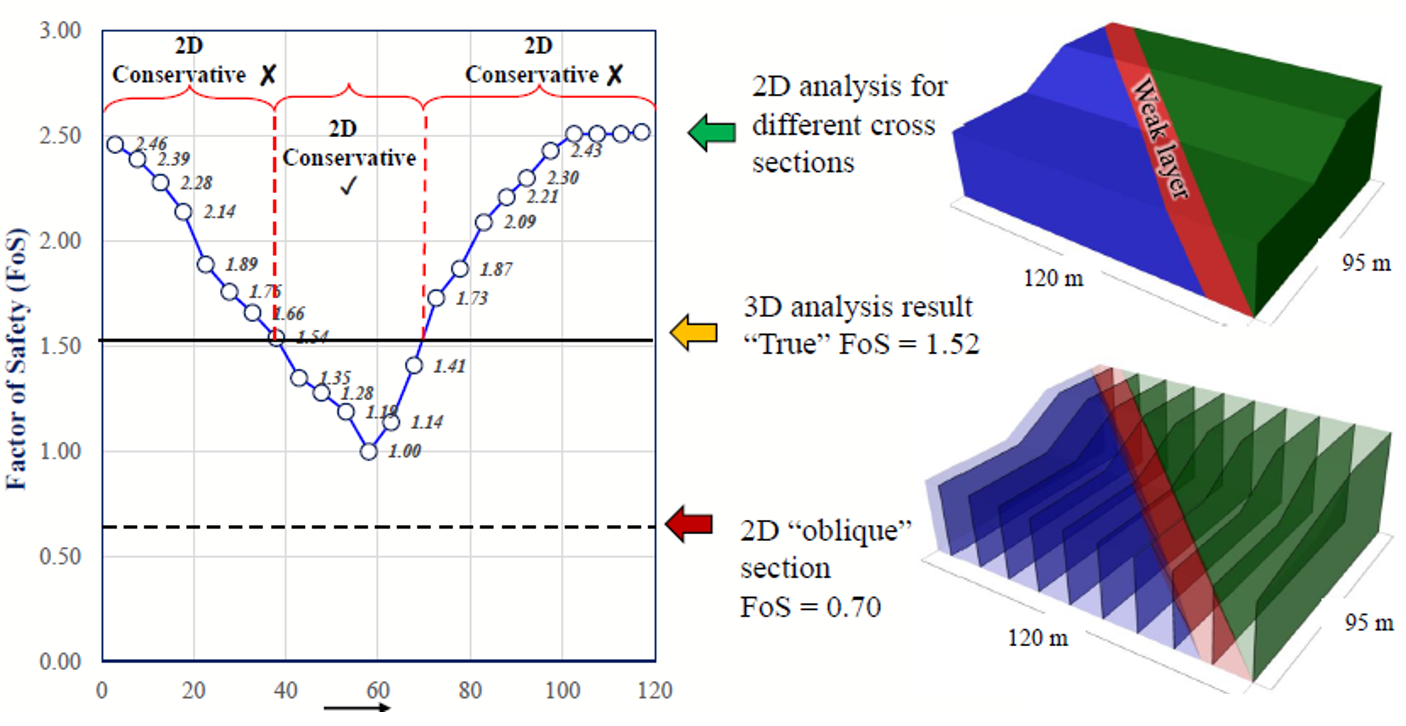 3.00
2.50
2.00
1.50
1.00
0.50
0.00
Factor of Safety (FoS)
0
20
40
60
80
100
120
2D
Conservative ✗
2D
Conservative
✓
2D
Conservative ✗
2.46
2.39
2.28
2.14
1.89
1.76
1.66
1.54
1.35
1.28
1.19
1.00
1.14
1.41
1.73
1.87
2.09
2.21
2.30
2.43
2D analysis for
different cross
sections
3D analysis result
“True” FoS = 1.52
2D “oblique”
section
FoS = 0.70
Weak layer
120 m
95 m
120 m
95 m